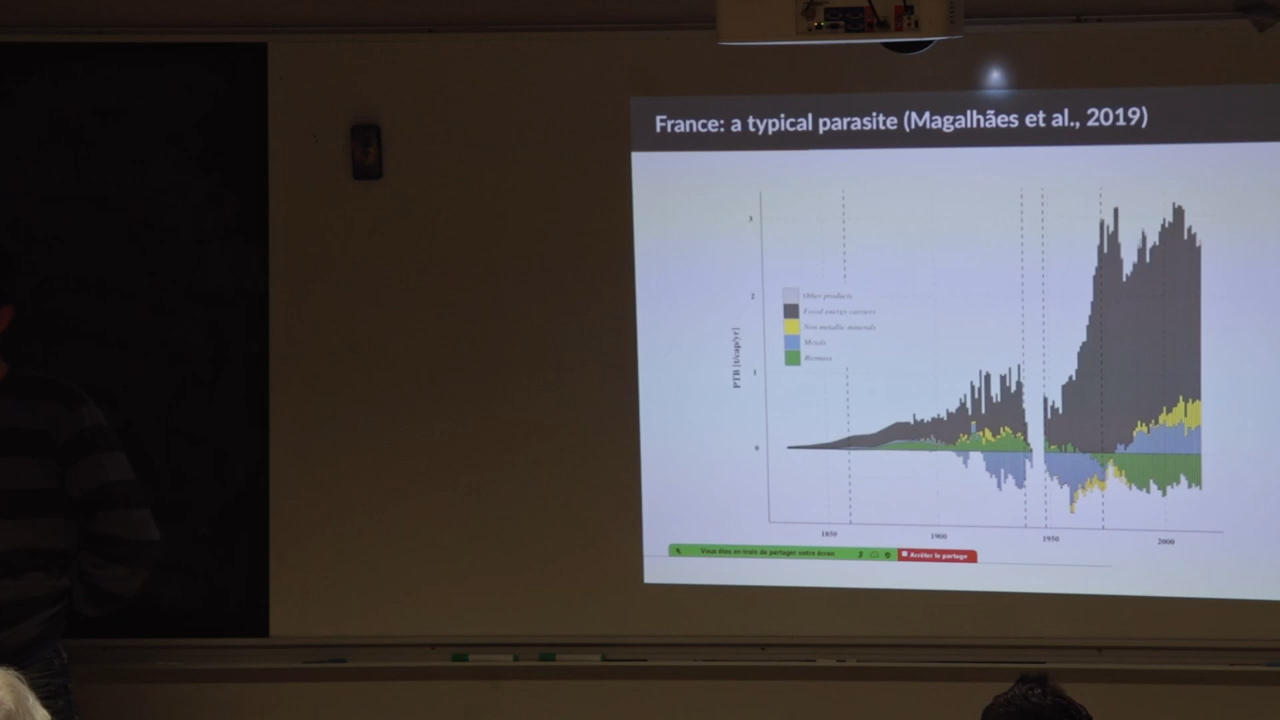 France: a typical parasite (Magalhães et al., 2019)
3
Other products
2
Fossil energy carriers
Non metallic minerals
Metals
Biomass
PTB [t/cap/yr]
1
0
1850
1900
1950
2000
Vous êtes en train de partager votre écran
Arrêter le partage